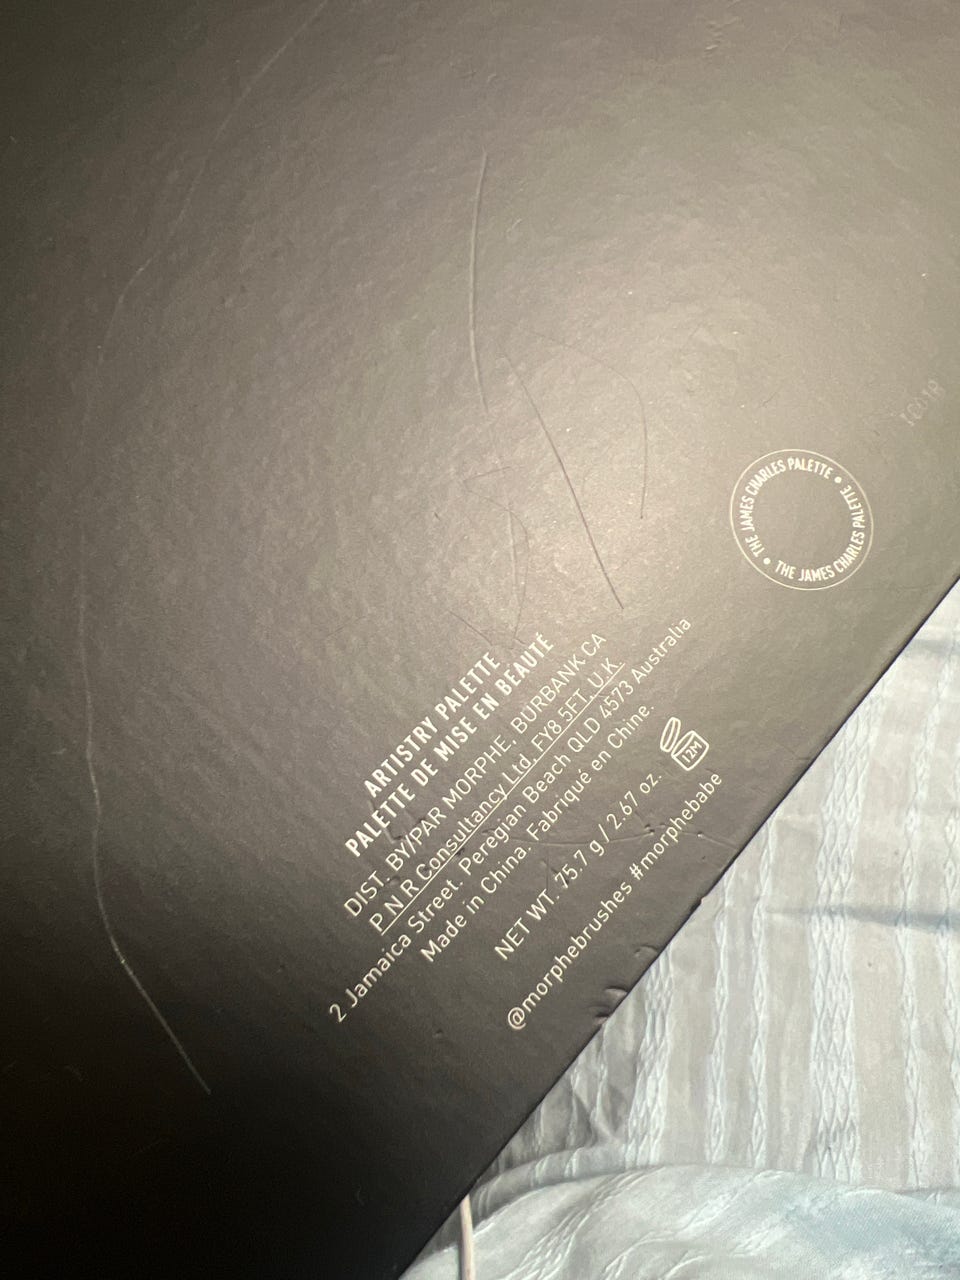 ARTISTRY PALETTE
PALETTE DE MISE EN BEAUTÉ
DIST. BY/PAR MORPHE, BURBANK CA
P N R Consultancy Ltd, FY8 5FT, U.K.
2 Jamaica Street. Peregian Beach QLD 4573 Australia
Made in China. Fabriqué en Chine.
NET WT. 75.7 g / 2.67 oz.
12M
@morphebrushes #morphebabe
THE JAMES CHARLES PALETTE • THE JAMES CHARLES PALETTE •